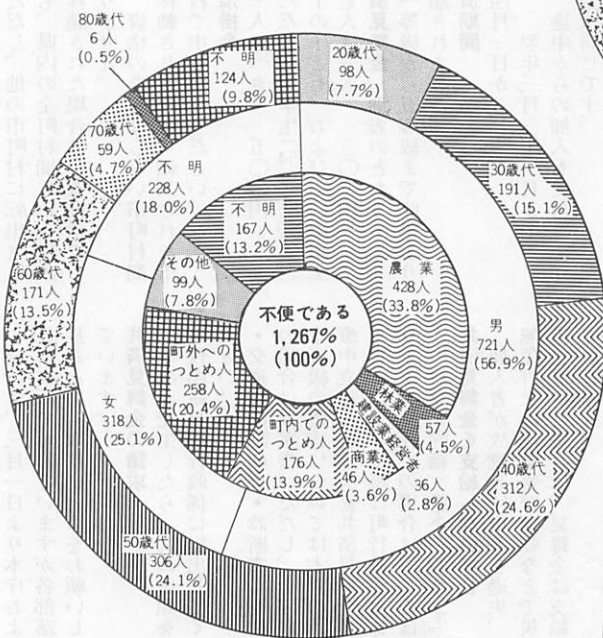 80歳代
6人
(0.5%)
不明
124人
(9.8%)
20歳代
98人
(7.7%)
70歳代
59人
(4.7%)
不明
228人
(18.0%)
30歳代
191人
(15.1%)
不明
167人
(13.2%)
農業
428人
(33.8%)
その他
99人
(7.8%)
60歳代
171人
(13.5%)
不便である
1,267%
(100%)
男
721人
(56.9%)
町外への
つとめ人
258人
(20.4%)
女
318人
(25.1%)
町内での
つとめ人
176人
(13.9%)
商業
46人
(3.6%)
建設業経営者
36人
(2.8%)
林業
57人
(4.5%)
40歳代
312人
(24.6%)
50歳代
306人
(24.1%)